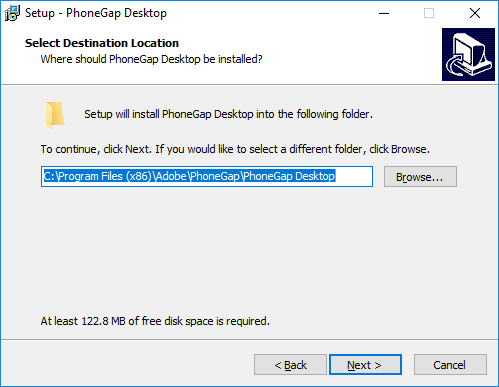 Setup - PhoneGap Desktop
Select Destination Location
Where should PhoneGap Desktop be installed?
Setup will install PhoneGap Desktop into the following folder.
To continue, click Next. If you would like to select a different folder, click Browse.
C:\Program Files (x86)\Adobe\PhoneGap\PhoneGap Desktop
Browse...
At least 122.8 MB of free disk space is required.
< Back
Next >
Cancel